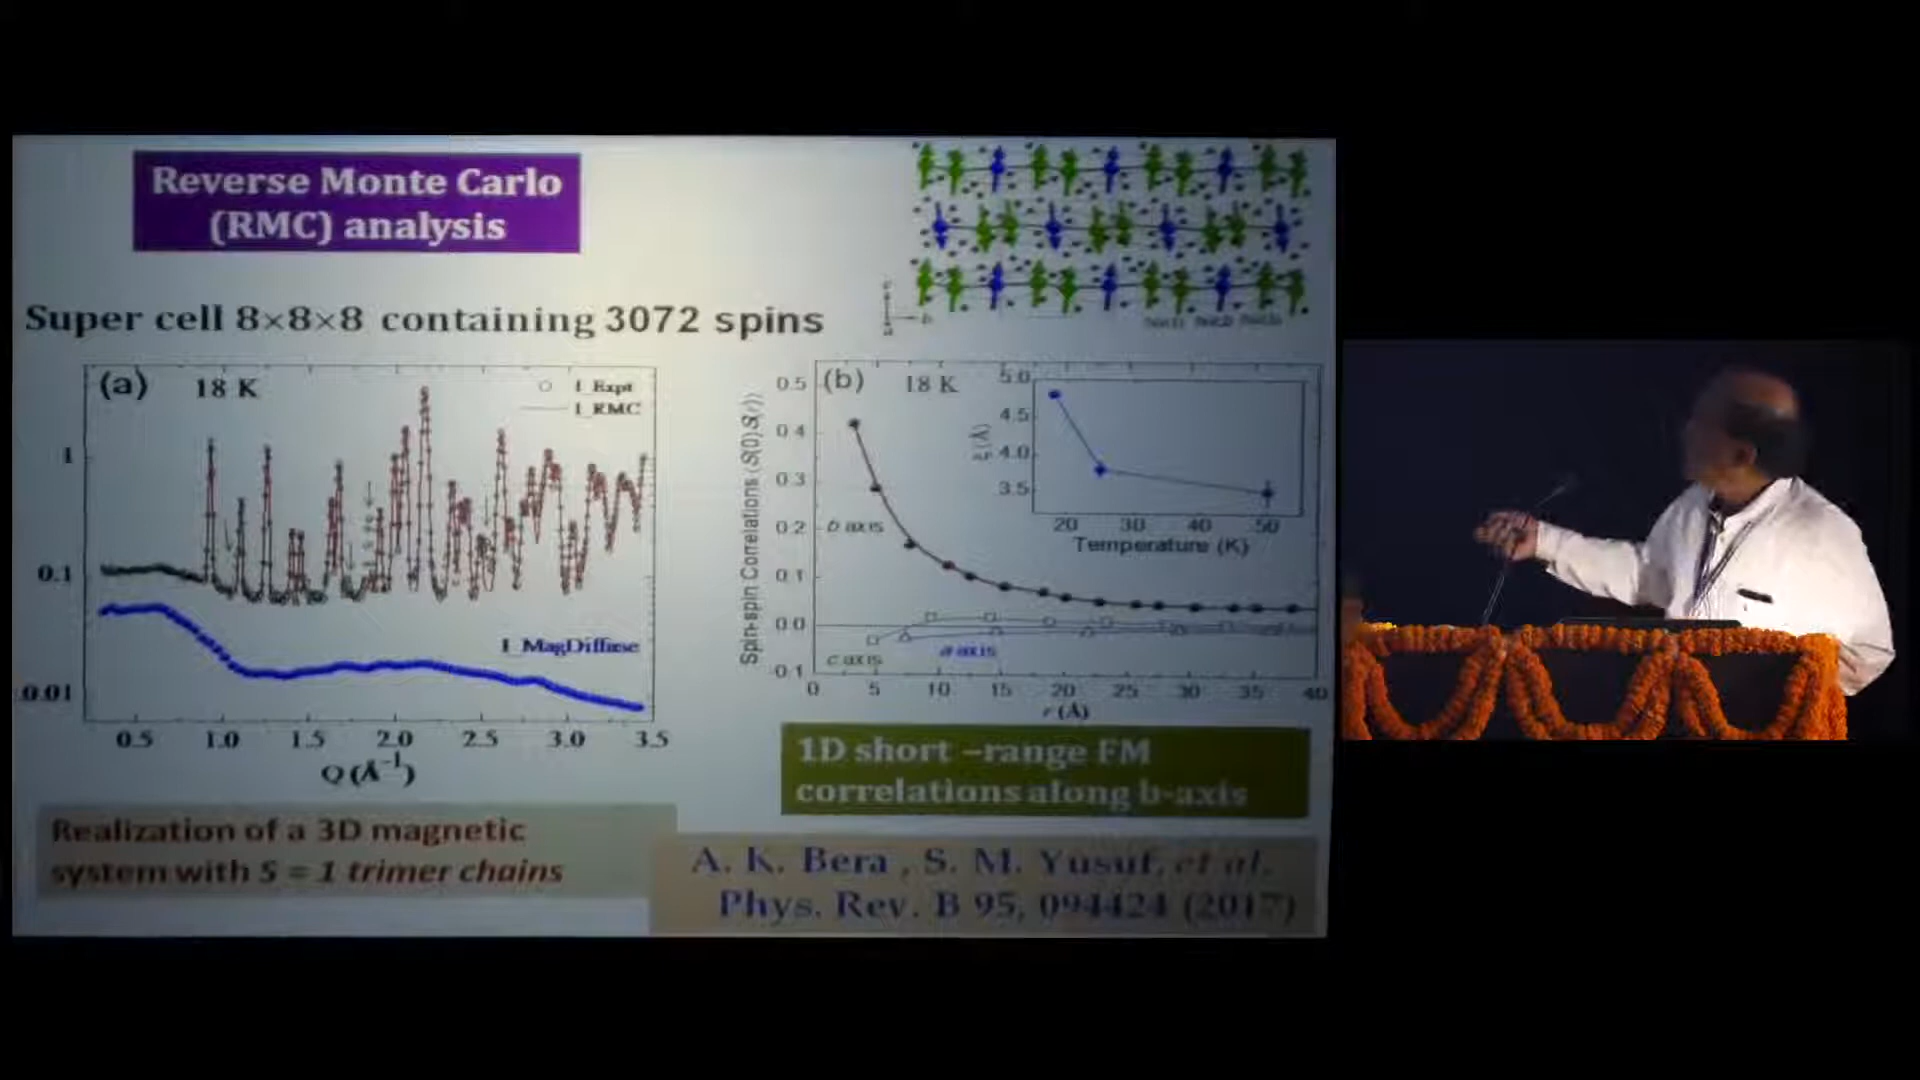 Reverse Monte Carlo
(RMC) analysis
Super cell 8×8×8 containing 3072 spins
b
(a) 18 K
I_Expt
I_RMC
1
0.1
0.01
I_MagDiffuse
0.5 1.0 1.5 2.0 2.5 3.0 3.5
Q (Å⁻¹)
(b) 18 K
Spin-spin Correlations ⟨S(0)S(r)⟩
0.5
0.4
0.3
0.2
0.1
0.0
0.1
b axis
c axis
a-axis
0 5 10 15 20 25 30 35 40
r (Å)
5.0
4.5
4.0
3.5
ξ (Å)
20 30 40 50
Temperature (K)
1D short –range FM
correlations along b-axis
Realization of a 3D magnetic
system with S = 1 trimer chains
A. K. Bera , S. M. Yusuf, et al.
Phys. Rev. B 95, 094424 (2017)